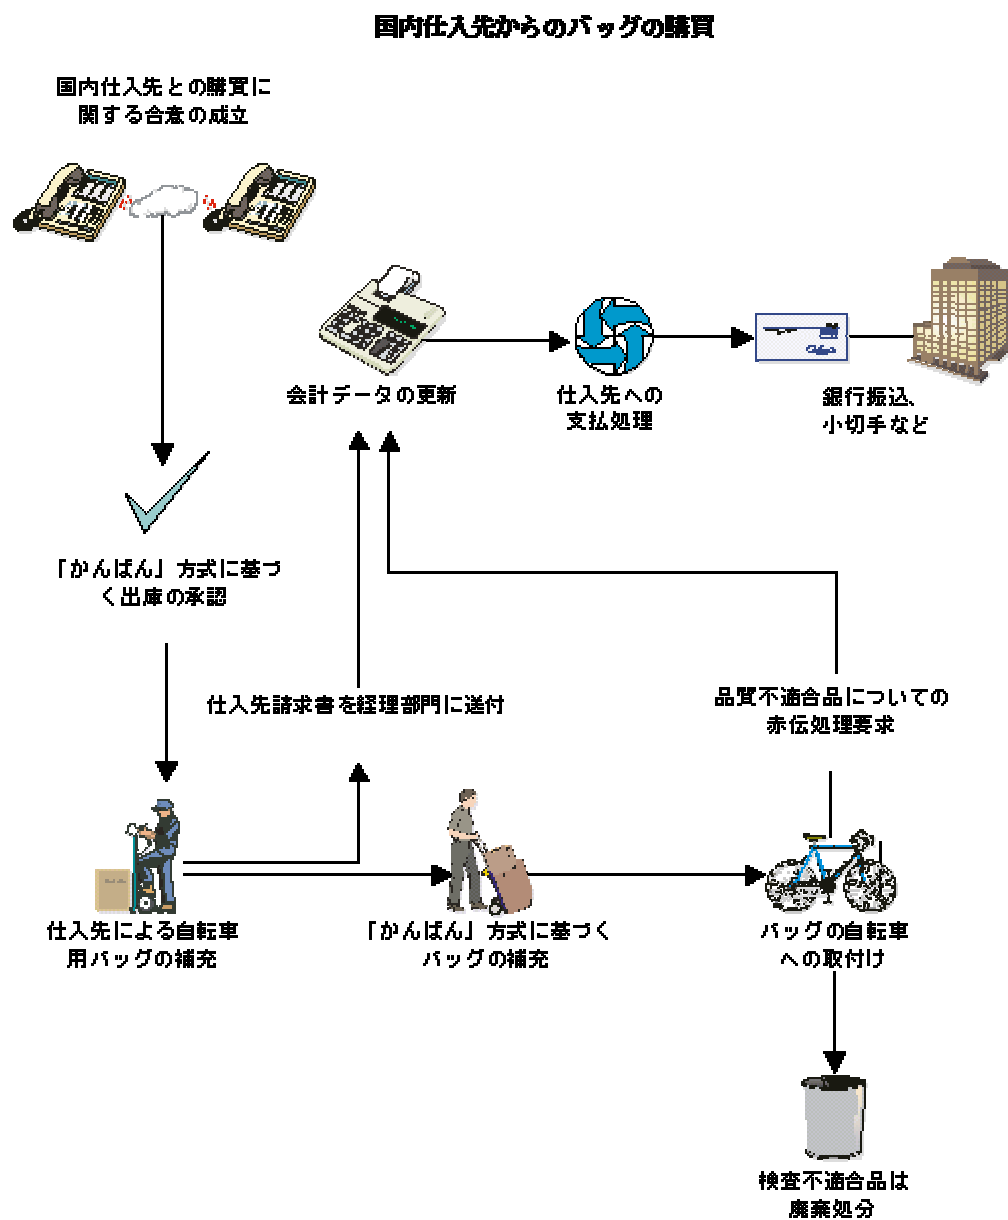 国内仕入先からのバッグの購買
国内仕入先との購買に
関する合意の成立
会計データの更新
仕入先への
支払処理
銀行振込、
小切手など
「かんばん」方式に基づ
く出庫の承認
仕入先請求書を経理部門に送付
品質不適合品についての
赤伝処理要求
仕入先による自転車
用バッグの補充
「かんばん」方式に基づく
バッグの補充
バッグの自転車
への取付け
検査不適合品は
廃棄処分